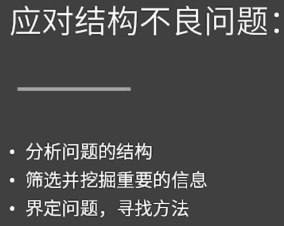 应对结构不良问题：
• 分析问题的结构
• 筛选并挖掘重要的信息
• 界定问题，寻找方法